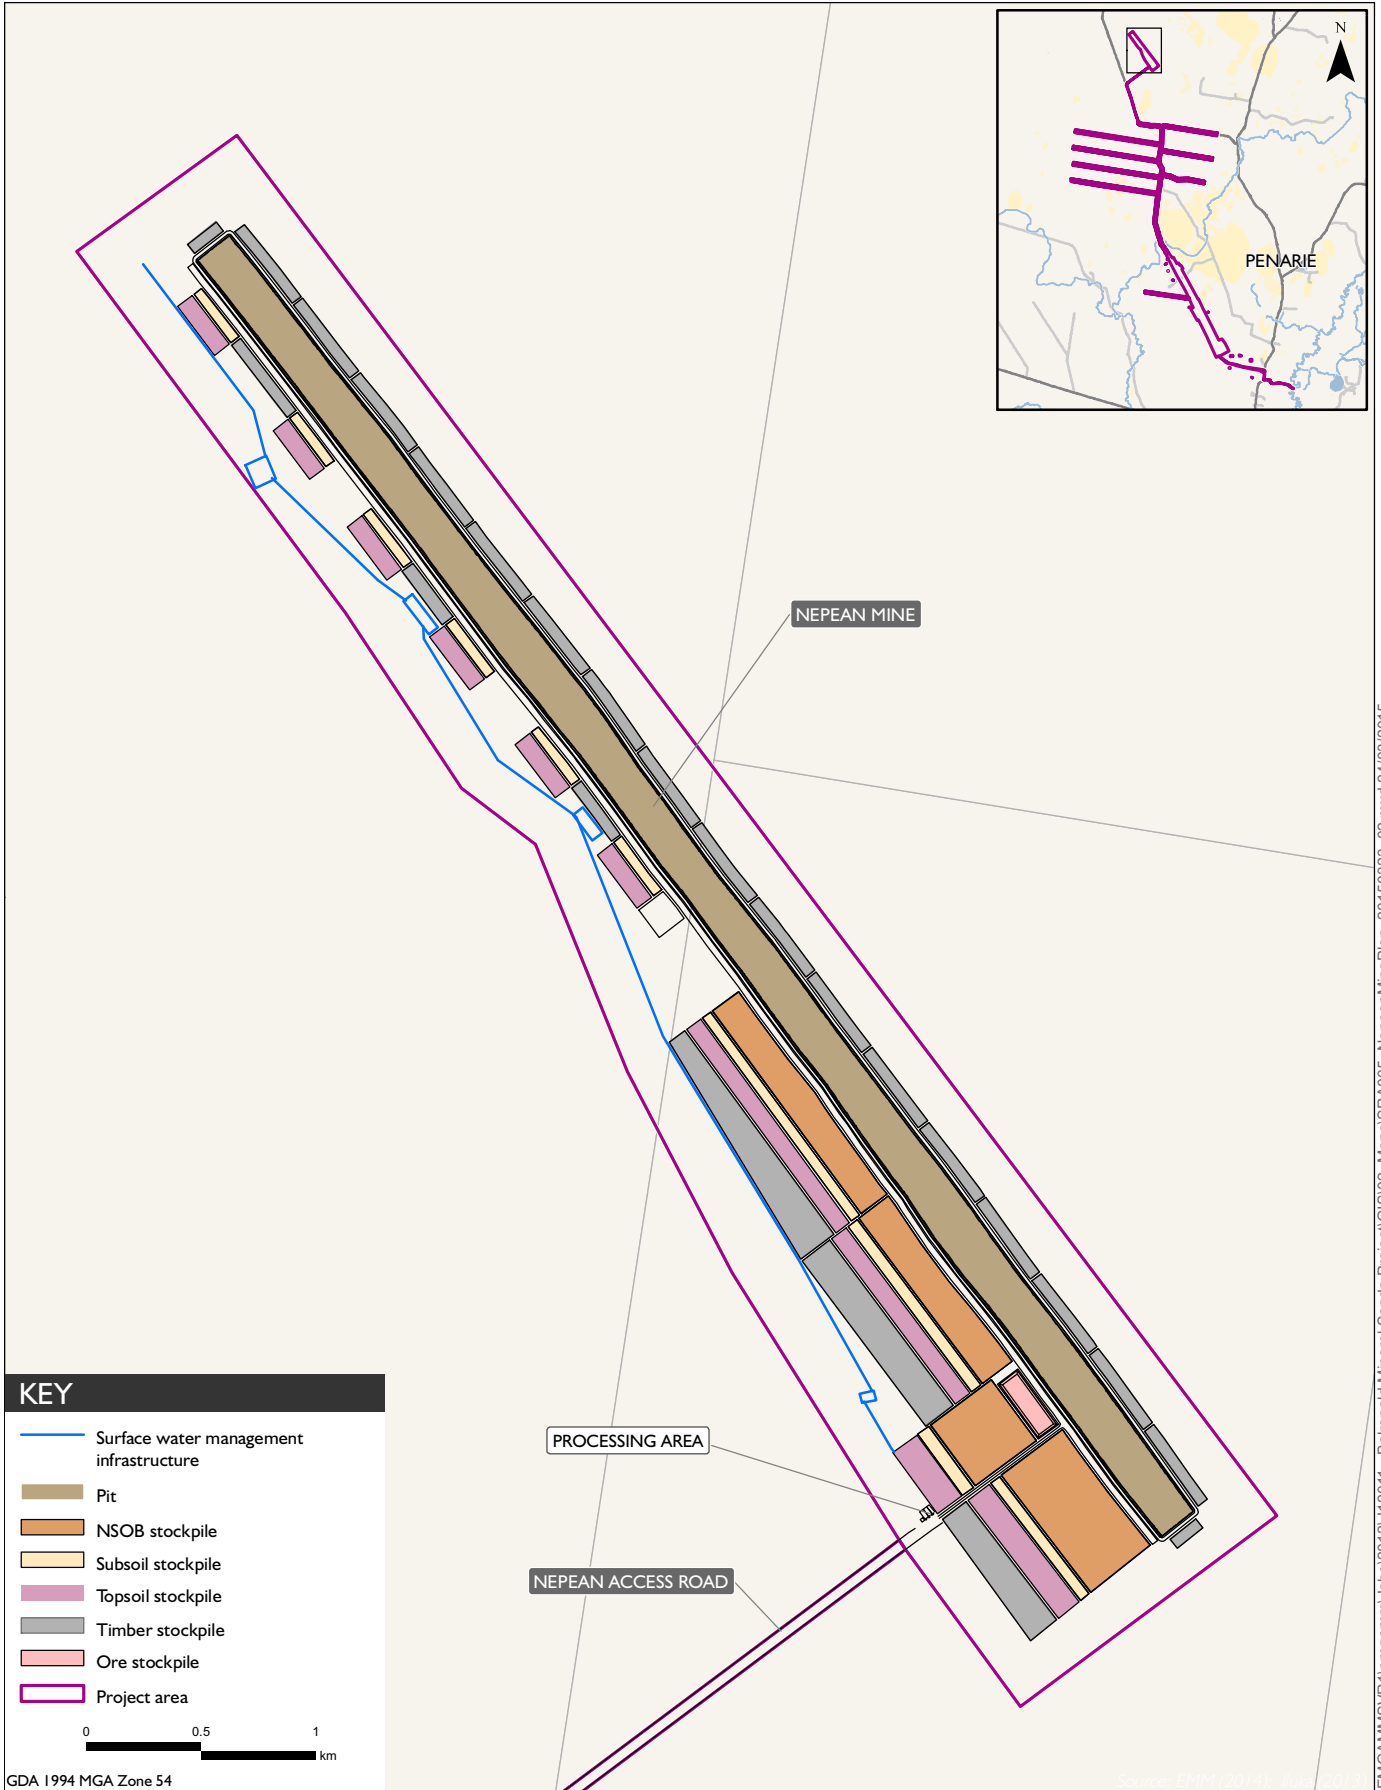 N
PENARIE
NEPEAN MINE
PROCESSING AREA
NEPEAN ACCESS ROAD
KEY
Surface water management
infrastructure
Pit
NSOB stockpile
Subsoil stockpile
Topsoil stockpile
Timber stockpile
Ore stockpile
Project area
0 0.5 1
km
GDA 1994 MGA Zone 54